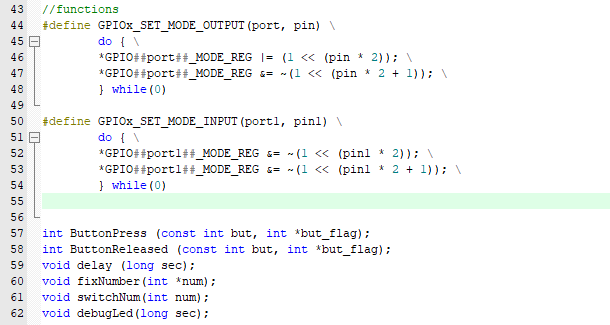 43 //functions
44 #define GPIOx_SET_MODE_OUTPUT(port, pin) \
45 do { \
46 *GPIO##port##_MODE_REG |= (1 << (pin * 2)); \
47 *GPIO##port##_MODE_REG &= ~(1 << (pin * 2 + 1)); \
48 } while(0)
49
50 #define GPIOx_SET_MODE_INPUT(port1, pin1) \
51 do { \
52 *GPIO##port1##_MODE_REG &= ~(1 << (pin1 * 2)); \
53 *GPIO##port1##_MODE_REG &= ~(1 << (pin1 * 2 + 1)); \
54 } while(0)
55
56
57 int ButtonPress (const int but, int *but_flag);
58 int ButtonReleased (const int but, int *but_flag);
59 void delay (long sec);
60 void fixNumber(int *num);
61 void switchNum(int num);
62 void debugLed(long sec);